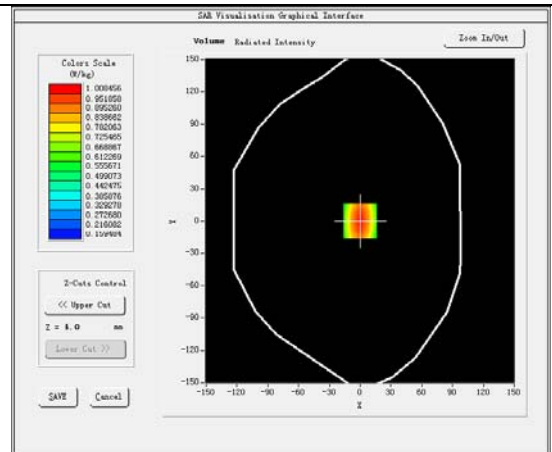 SAR Visualisation Graphical Interface
Volume Radiated Intensity
Zoom In/Out
Colors Scale
(W/kg)
1.008456
0.951858
0.895260
0.838662
0.782063
0.725465
0.668867
0.612269
0.555671
0.499073
0.442475
0.385876
0.329278
0.272680
0.216082
0.159484
150
120
90
60
30
0
-30
-60
-90
-120
-150
Y
-150 -120 -90 -60 -30 0 30 60 90 120 150
X
Z-Cuts Control
<< Upper Cut
Z = 4.0 mm
Lower Cut >>
SAVE Cancel